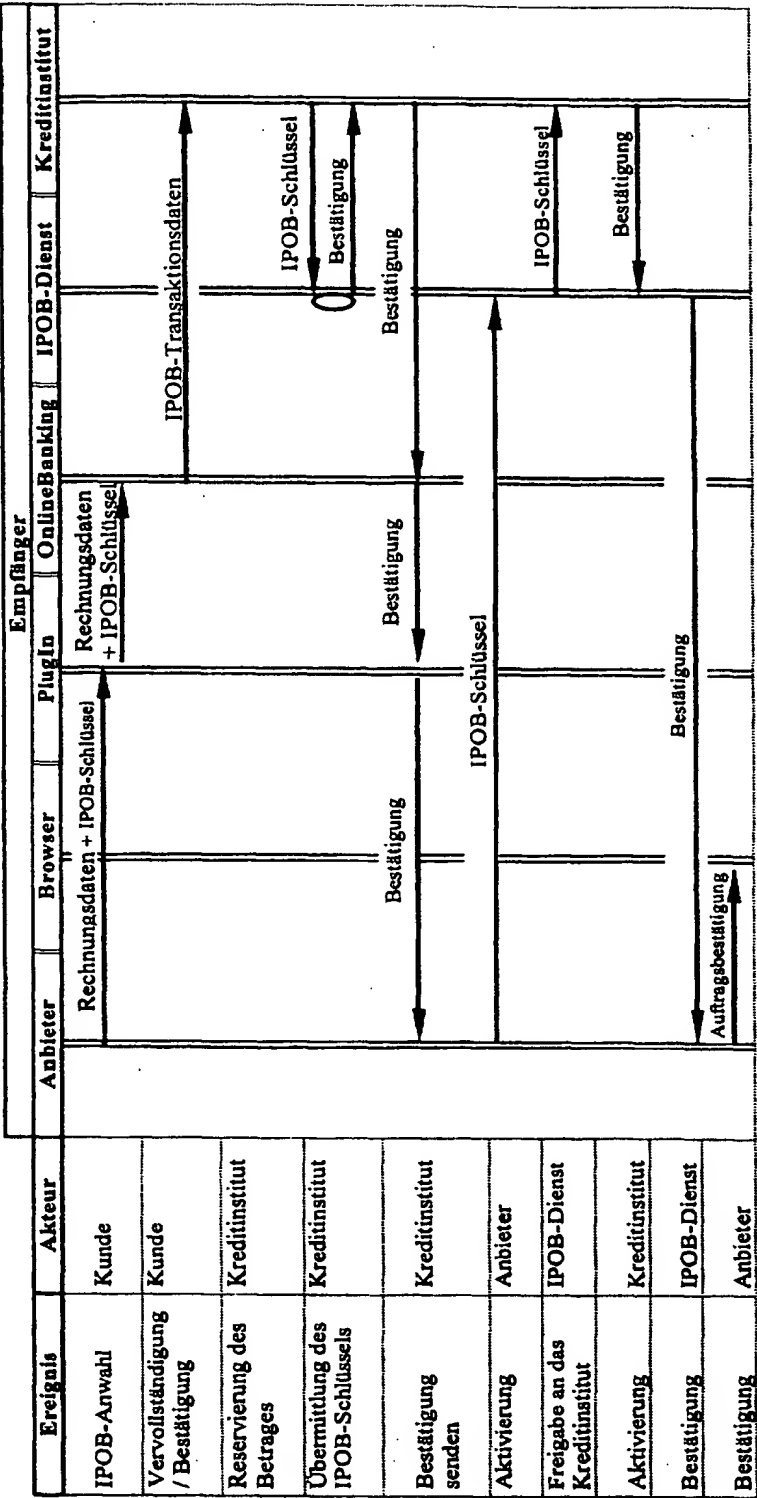 Empfänger
Ereignis
Akteur
Anbieter
Browser
PlugIn
OnlineBanking
IPOB-Dienst
Kreditinstitut
IPOB-Anwahl
Kunde
Rechnungsdaten + IPOB-Schlüssel
Rechnungsdaten
+ IPOB-Schlüssel
Vervollständigung
/ Bestätigung
Kunde
IPOB-Transaktionsdaten
Reservierung des
Betrages
Kreditinstitut
Übermittlung des
IPOB-Schlüssels
Kreditinstitut
IPOB-Schlüssel
Bestätigung
Bestätigung
senden
Kreditinstitut
Bestätigung
Bestätigung
Bestätigung
Aktivierung
Anbieter
IPOB-Schlüssel
Freigabe an das
Kreditinstitut
IPOB-Dienst
IPOB-Schlüssel
Aktivierung
Kreditinstitut
Bestätigung
Bestätigung
IPOB-Dienst
Bestätigung
Bestätigung
Anbieter
Auftragsbestätigung